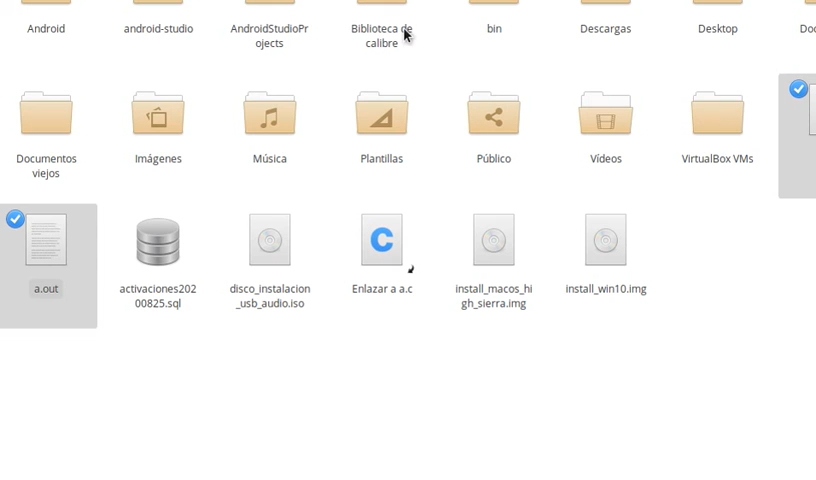 Android
android-studio
AndroidStudioPr
ojects
Biblioteca de
calibre
bin
Descargas
Desktop
Documentos
viejos
Imágenes
Música
Plantillas
Público
Vídeos
VirtualBox VMs
a.out
activaciones202
00825.sql
disco_instalacion
_usb_audio.iso
C
Enlazar a a.c
install_macos_hi
gh_sierra.img
install_win10.img